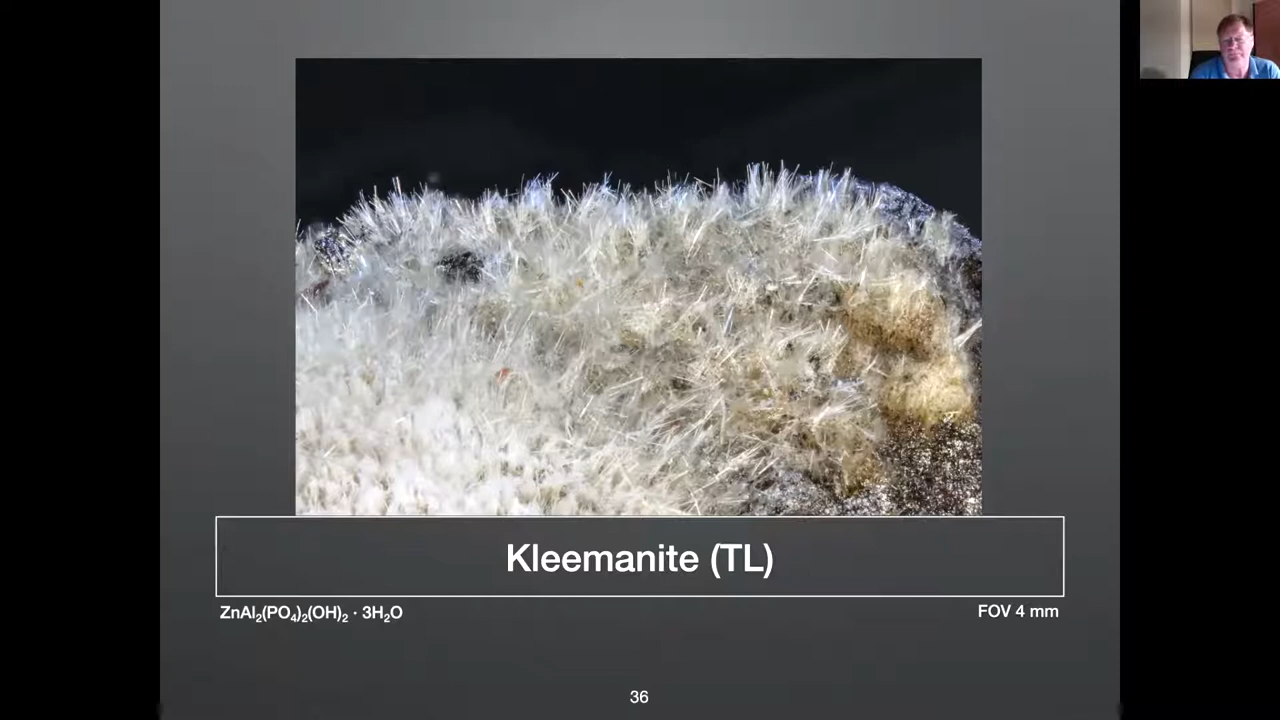 Kleemanite (TL)
ZnAl₂(PO₄)₂(OH)₂ · 3H₂O
FOV 4 mm
36